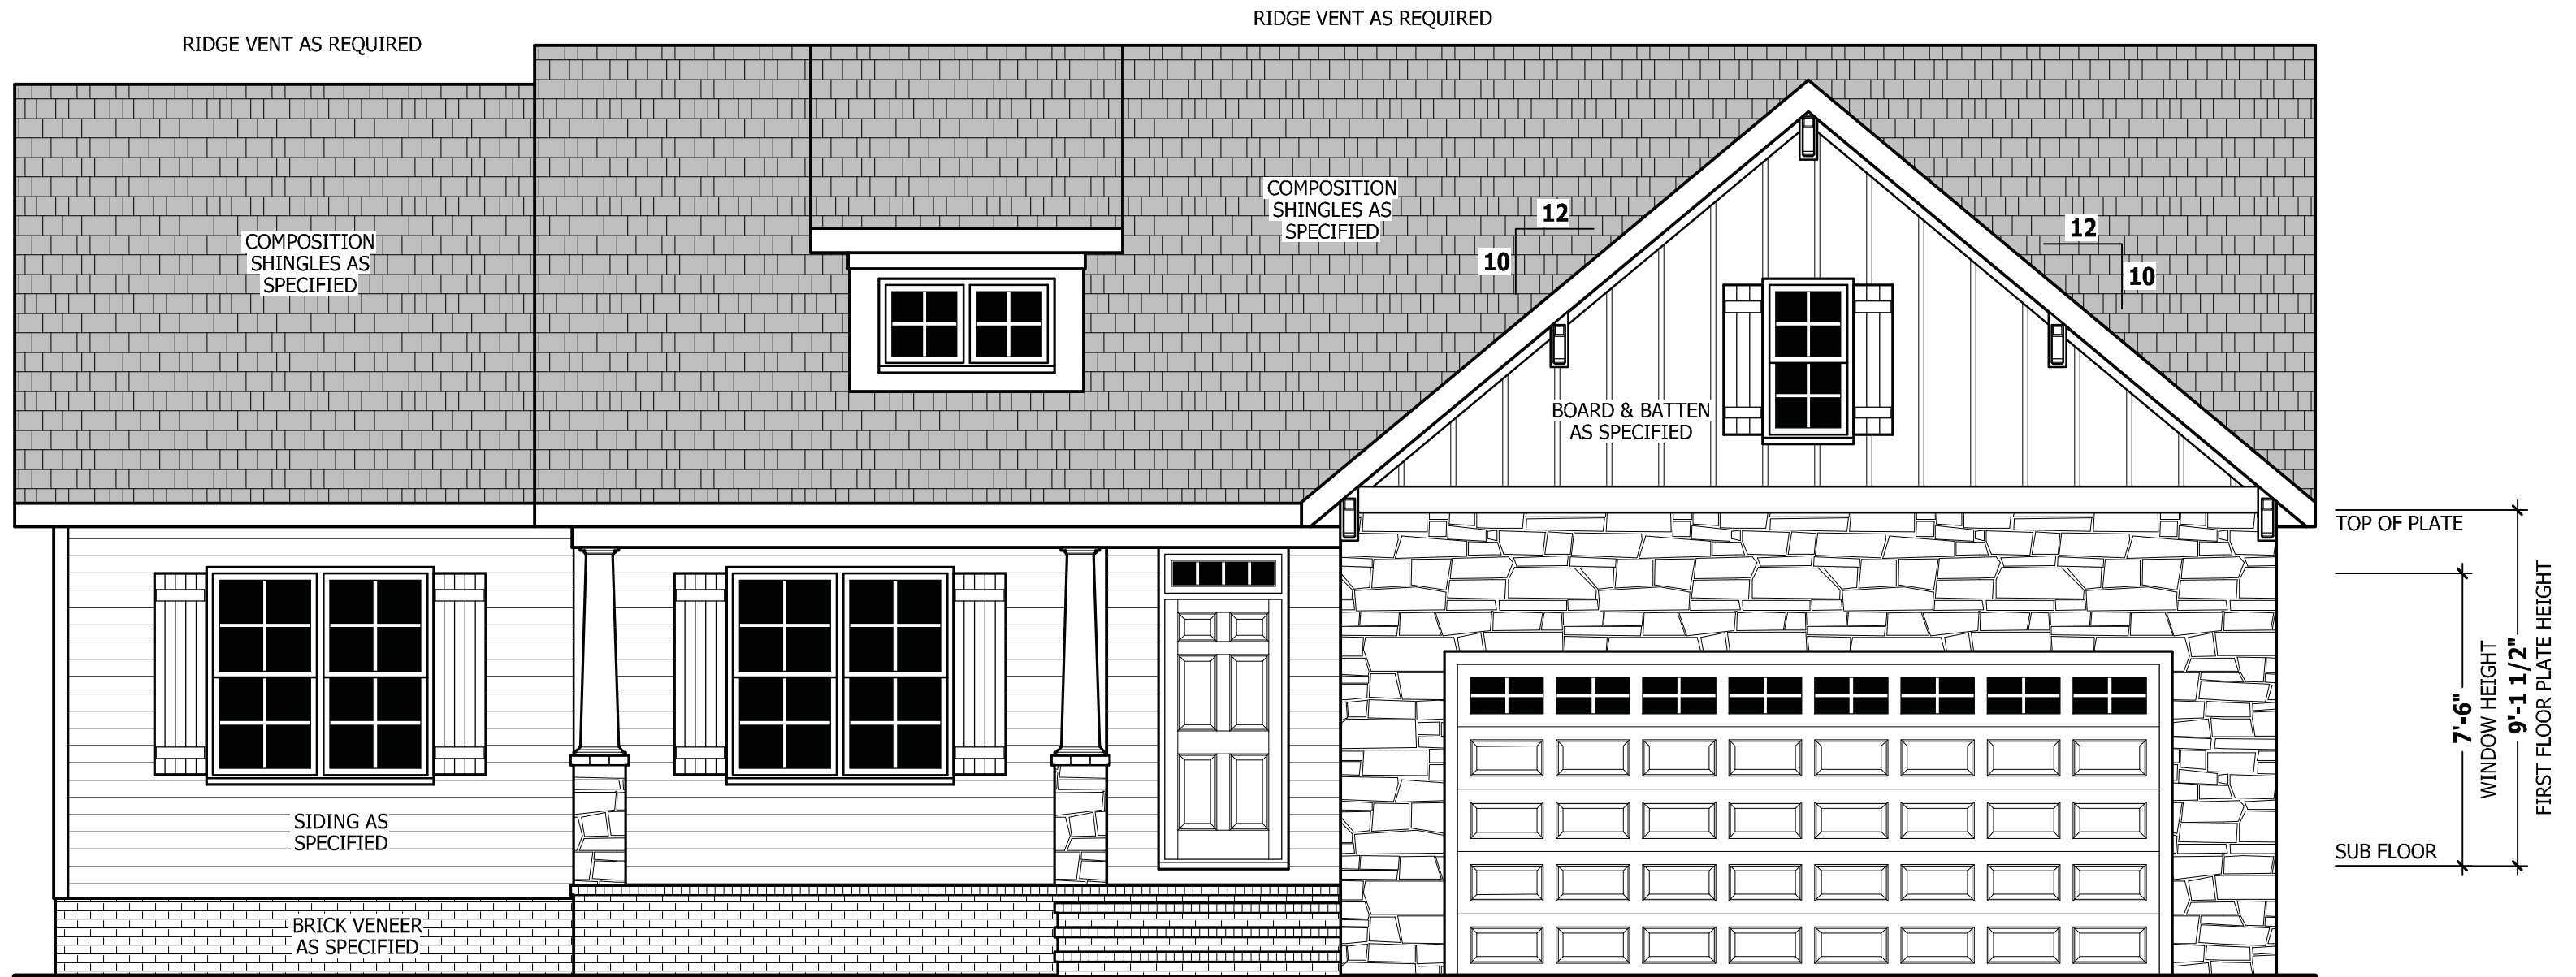 RIDGE VENT AS REQUIRED
RIDGE VENT AS REQUIRED
COMPOSITION
SHINGLES AS
SPECIFIED
COMPOSITION
SHINGLES AS
SPECIFIED
12
10
12
10
BOARD & BATTEN
AS SPECIFIED
TOP OF PLATE
7'-6"
WINDOW HEIGHT
9'-1 1/2"
FIRST FLOOR PLATE HEIGHT
SUB FLOOR
SIDING AS
SPECIFIED
BRICK VENEER
AS SPECIFIED